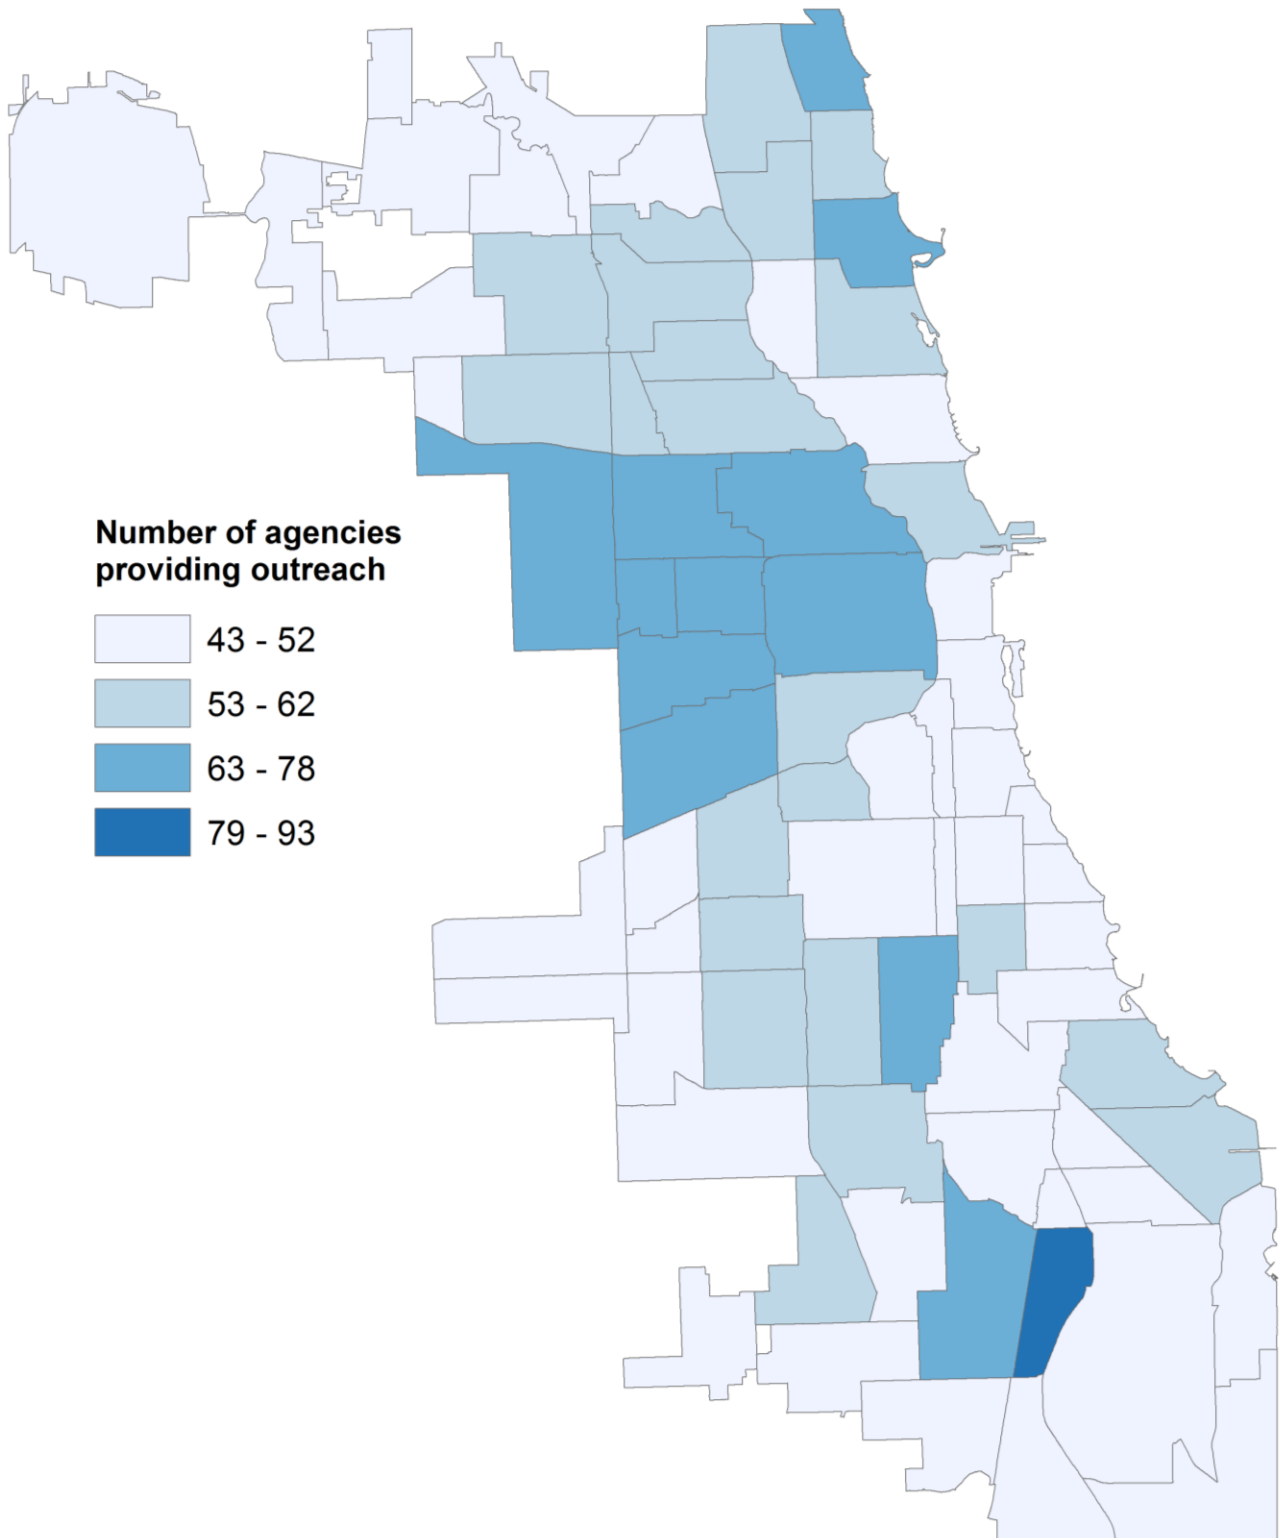 Number of agencies
providing outreach
43 - 52
53 - 62
63 - 78
79 - 93